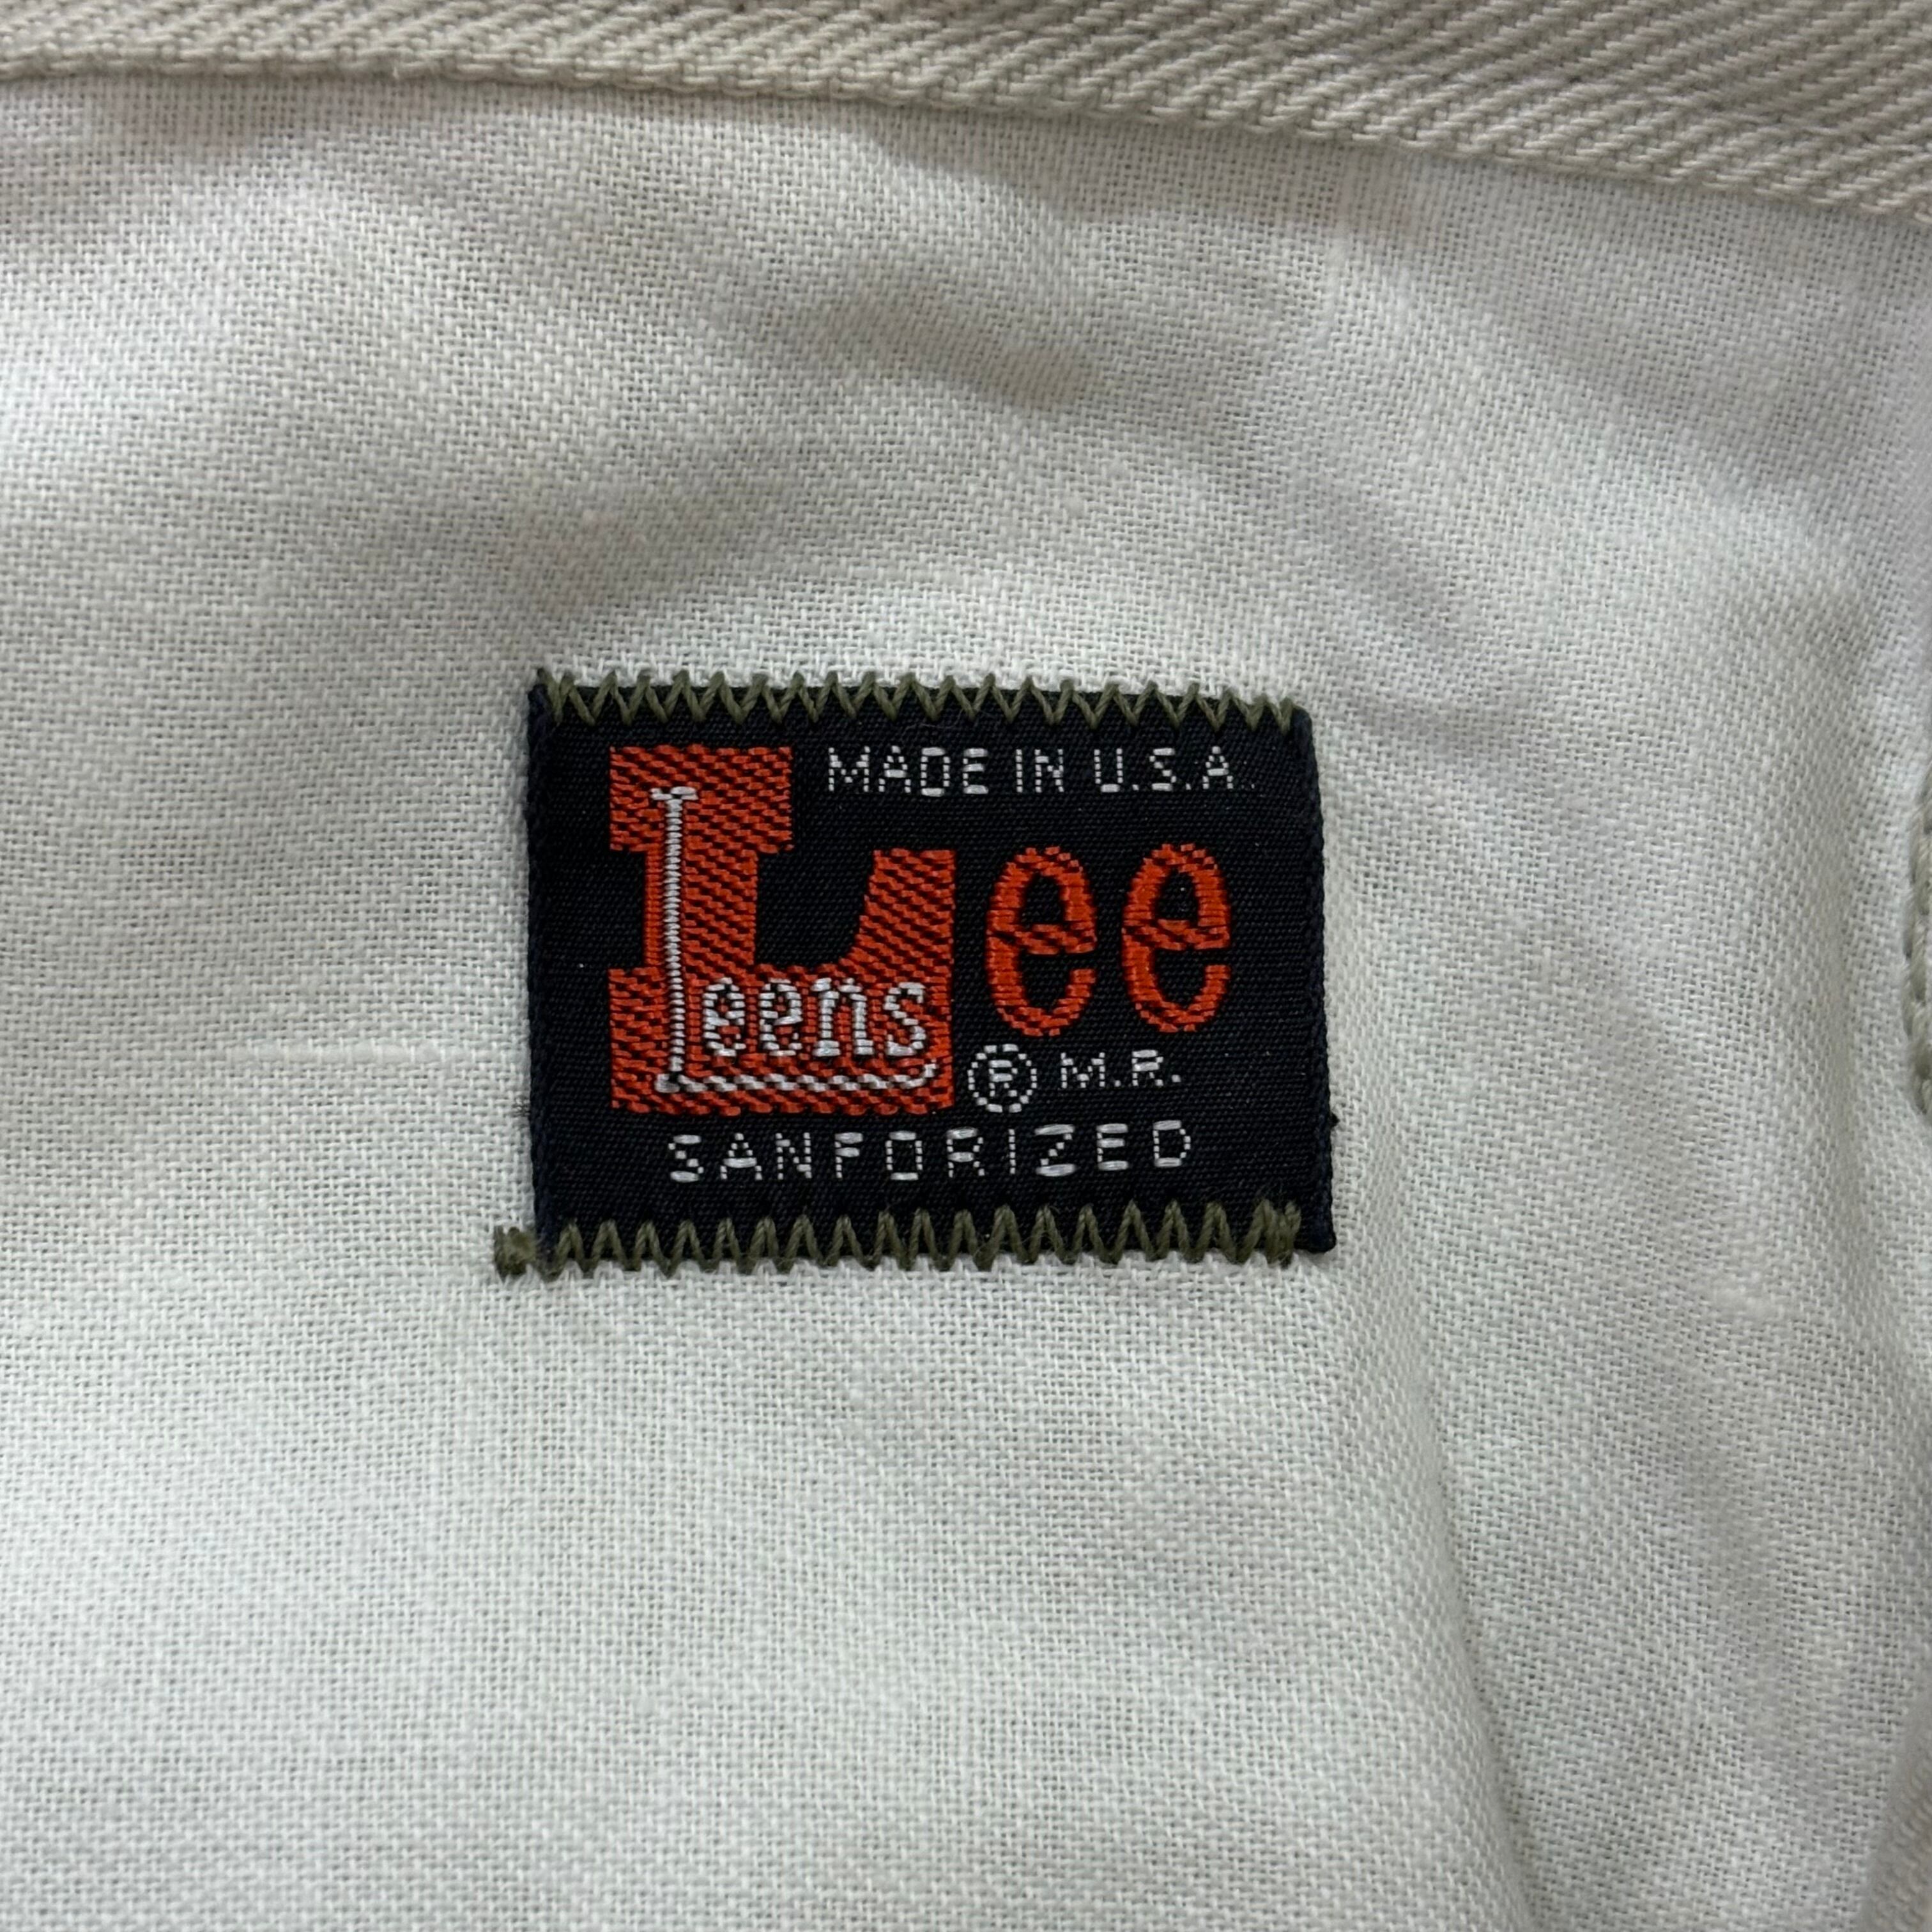 MADE IN U.S.A.
Lee
Leens
® M.R.
SANFORIZED